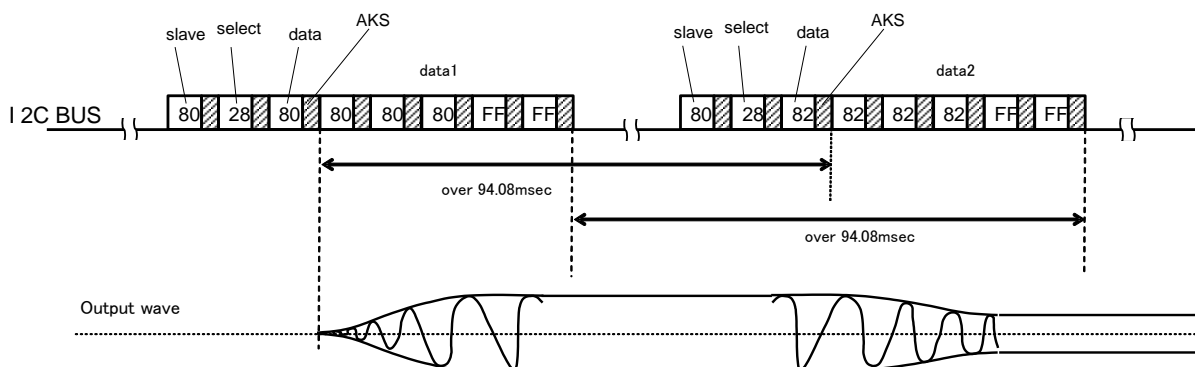 AKS
select
slave
data
data1
80 28 80 80 80 80 FF FF
select
AKS
slave
data
data2
80 28 82 82 82 82 FF FF
I 2C BUS
over 94.08msec
over 94.08msec
Output wave